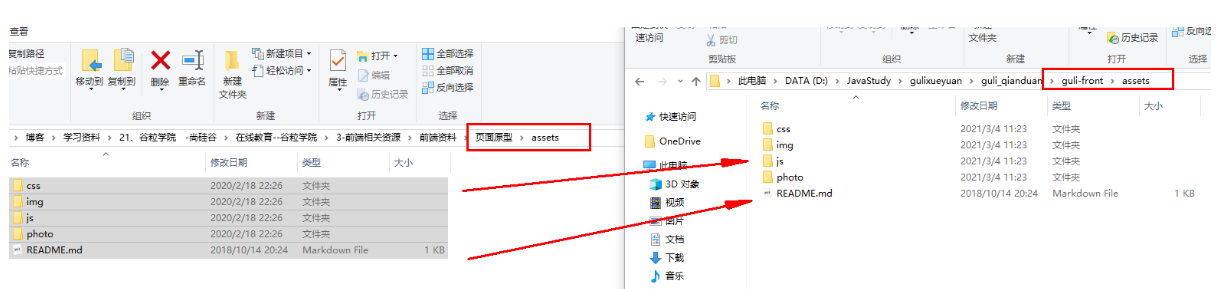 查看
复制路径
粘贴快捷方式
移动到 复制到 删除 重命名
新建
文件夹
新建项目
轻松访问
属性
打开
编辑
历史记录
全部选择
全部取消
反向选择
组织 新建 打开 选择
> 博客 > 学习资料 > 21、谷粒学院 -尚硅谷 > 在线教育--谷粒学院 > 3-前端相关资源 > 前端资料 > 页面原型 > assets
名称 修改日期 类型 大小
css 2020/2/18 22:26 文件夹
img 2020/2/18 22:26 文件夹
js 2020/2/18 22:26 文件夹
photo 2020/2/18 22:26 文件夹
README.md 2018/10/14 20:24 Markdown File 1 KB
速访问
剪切
文件夹
历史记录
反向选
剪贴板 组织 新建 打开 选择
> 此电脑 > DATA (D:) > JavaStudy > gulixueyuan > guli_qianduan > guli-front > assets
名称 修改日期 类型 大小
快速访问
OneDrive
此电脑
3D 对象
视频
图片
文档
下载
音乐
css 2021/3/4 11:23 文件夹
img 2021/3/4 11:23 文件夹
js 2021/3/4 11:23 文件夹
photo 2021/3/4 11:23 文件夹
README.md 2018/10/14 20:24 Markdown File 1 KB